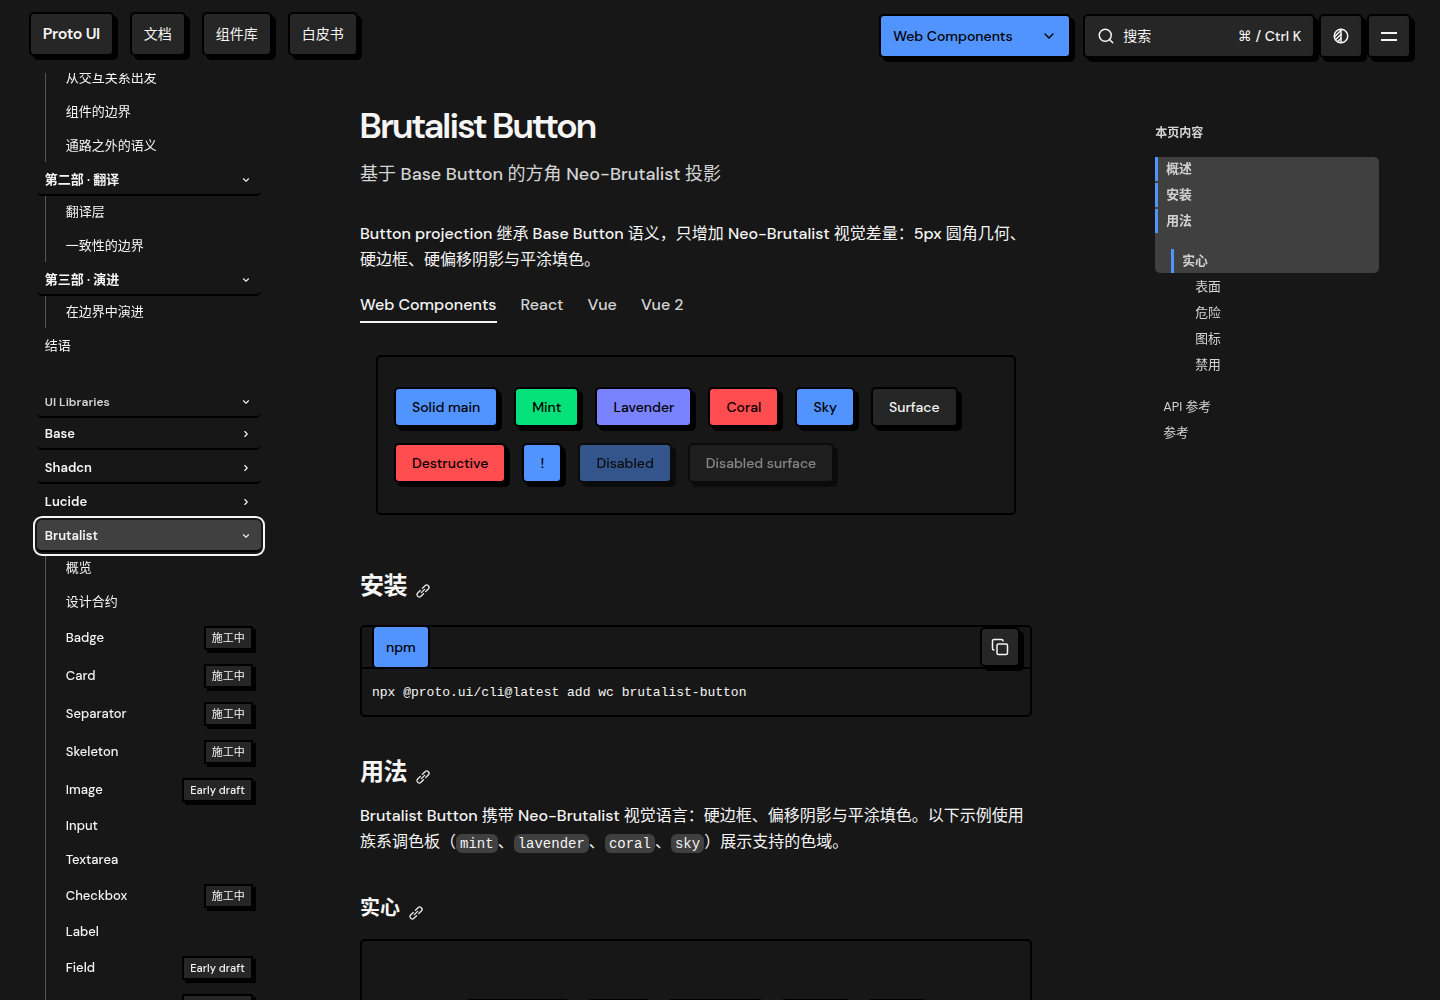 Proto UI
文档
组件库
白皮书
Web Components
搜索
⌘ / Ctrl K
从交互关系出发
组件的边界
通路之外的语义
第二部 · 翻译
翻译层
一致性的边界
第三部 · 演进
在边界中演进
结语
UI Libraries
Base
Shadcn
Lucide
Brutalist
概览
设计合约
Badge
施工中
Card
施工中
Separator
施工中
Skeleton
施工中
Image
Early draft
Input
Textarea
Checkbox
施工中
Label
Field
Early draft
Brutalist Button
基于 Base Button 的方角 Neo-Brutalist 投影
Button projection 继承 Base Button 语义，只增加 Neo-Brutalist 视觉差量：5px 圆角几何、
硬边框、硬偏移阴影与平涂填色。
Web Components
React
Vue
Vue 2
Solid main
Mint
Lavender
Coral
Sky
Surface
Destructive
!
Disabled
Disabled surface
安装
npm
npx @proto.ui/cli@latest add wc brutalist-button
用法
Brutalist Button 携带 Neo-Brutalist 视觉语言：硬边框、偏移阴影与平涂填色。以下示例使用
族系调色板（mint、lavender、coral、sky）展示支持的色域。
实心
本页内容
概述
安装
用法
实心
表面
危险
图标
禁用
API 参考
参考